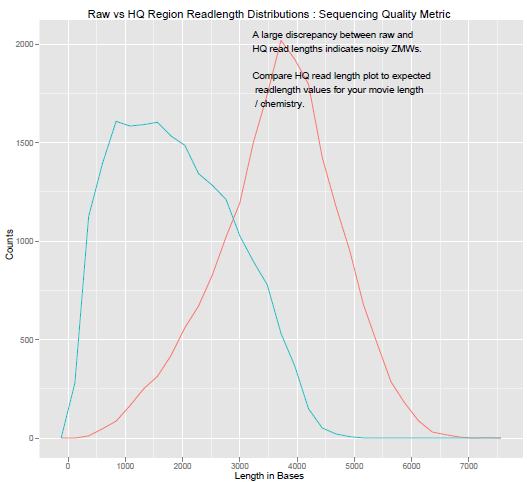 Raw vs HQ Region Readlength Distributions : Sequencing Quality Metric
A large discrepancy between raw and
HQ read lengths indicates noisy ZMWs.
Compare HQ read length plot to expected
readlength values for your movie length
/ chemistry.
2000
1500
1000
500
0
Counts
0 1000 2000 3000 4000 5000 6000 7000
Length in Bases